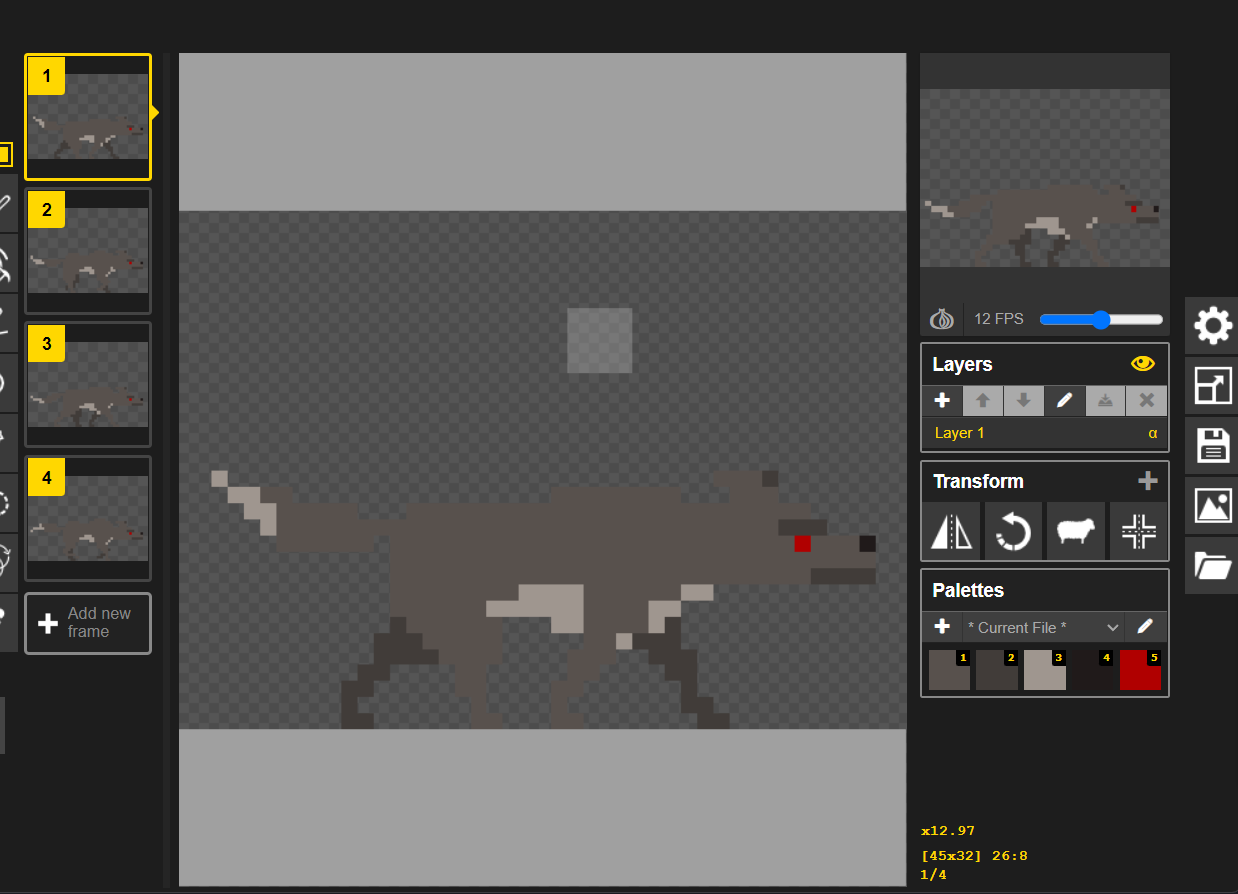 1
2
3
4
Add new
frame
12 FPS
Layers
Layer 1
α
Transform
Palettes
* Current File *
1
2
3
4
5
x12.97
[45x32] 26:8
1/4